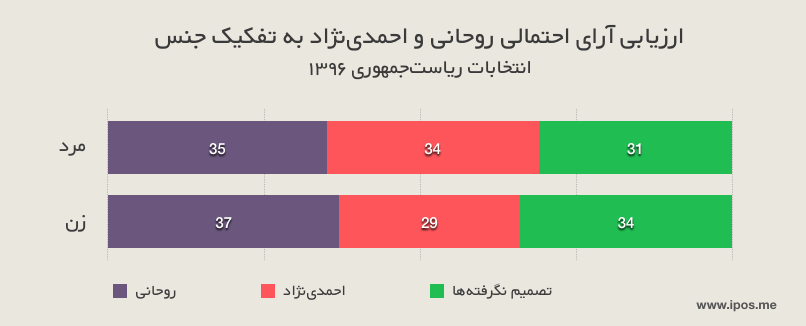 ارزیابی آرای احتمالی روحانی و احمدی‌نژاد به تفکیک جنس
انتخابات ریاست‌جمهوری ۱۳۹۶
مرد
35
34
31
زن
37
29
34
روحانی
احمدی‌نژاد
تصمیم نگرفته‌ها
www.ipos.me